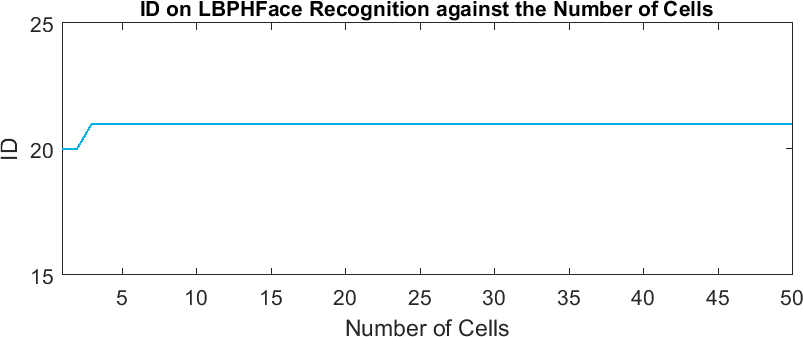 ID on LBPHFace Recognition against the Number of Cells
25
20
15
ID
5 10 15 20 25 30 35 40 45 50
Number of Cells